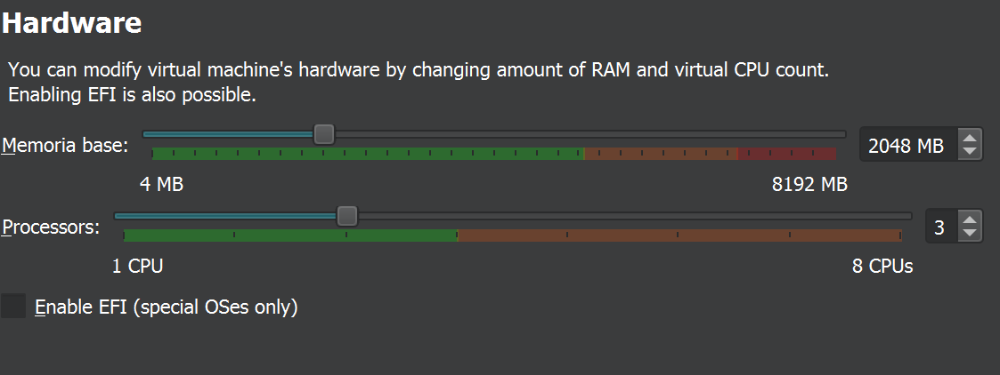 Hardware
You can modify virtual machine's hardware by changing amount of RAM and virtual CPU count.
Enabling EFI is also possible.
Memoria base:
2048 MB
4 MB
8192 MB
Processors:
3
1 CPU
8 CPUs
Enable EFI (special OSes only)